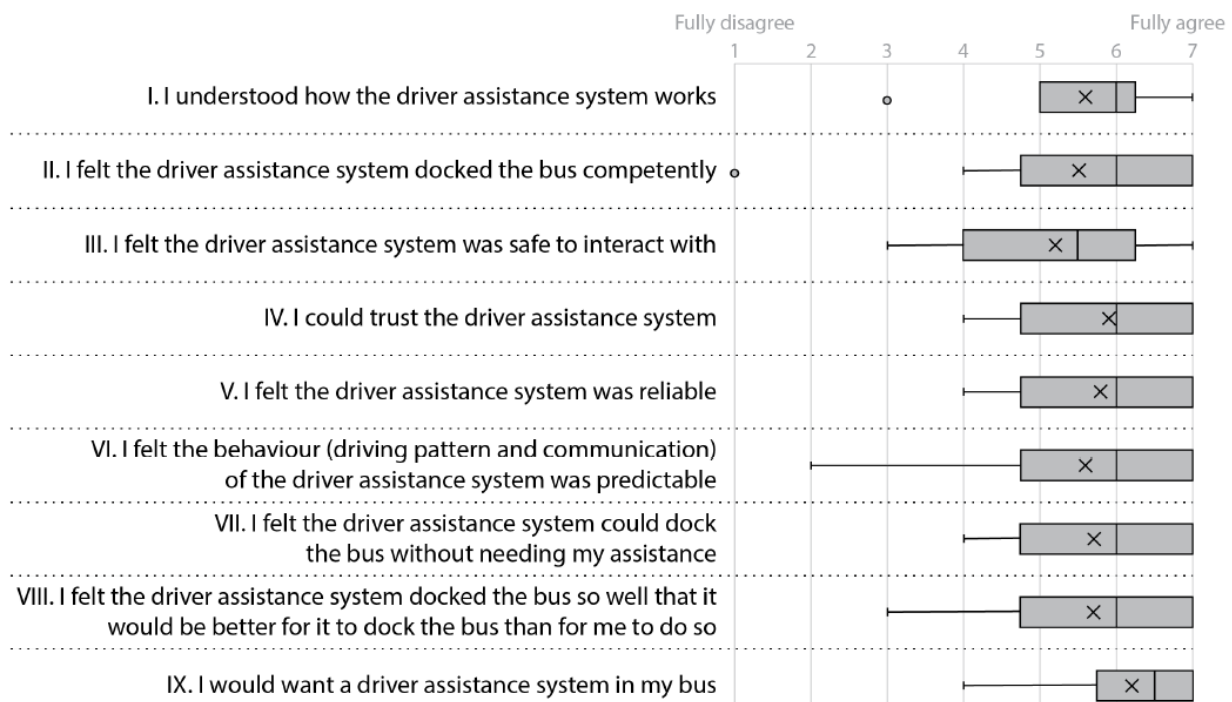 Fully disagree Fully agree
1 2 3 4 5 6 7
I. I understood how the driver assistance system works
II. I felt the driver assistance system docked the bus competently
III. I felt the driver assistance system was safe to interact with
IV. I could trust the driver assistance system
V. I felt the driver assistance system was reliable
VI. I felt the behaviour (driving pattern and communication)
of the driver assistance system was predictable
VII. I felt the driver assistance system could dock
the bus without needing my assistance
VIII. I felt the driver assistance system docked the bus so well that it
would be better for it to dock the bus than for me to do so
IX. I would want a driver assistance system in my bus